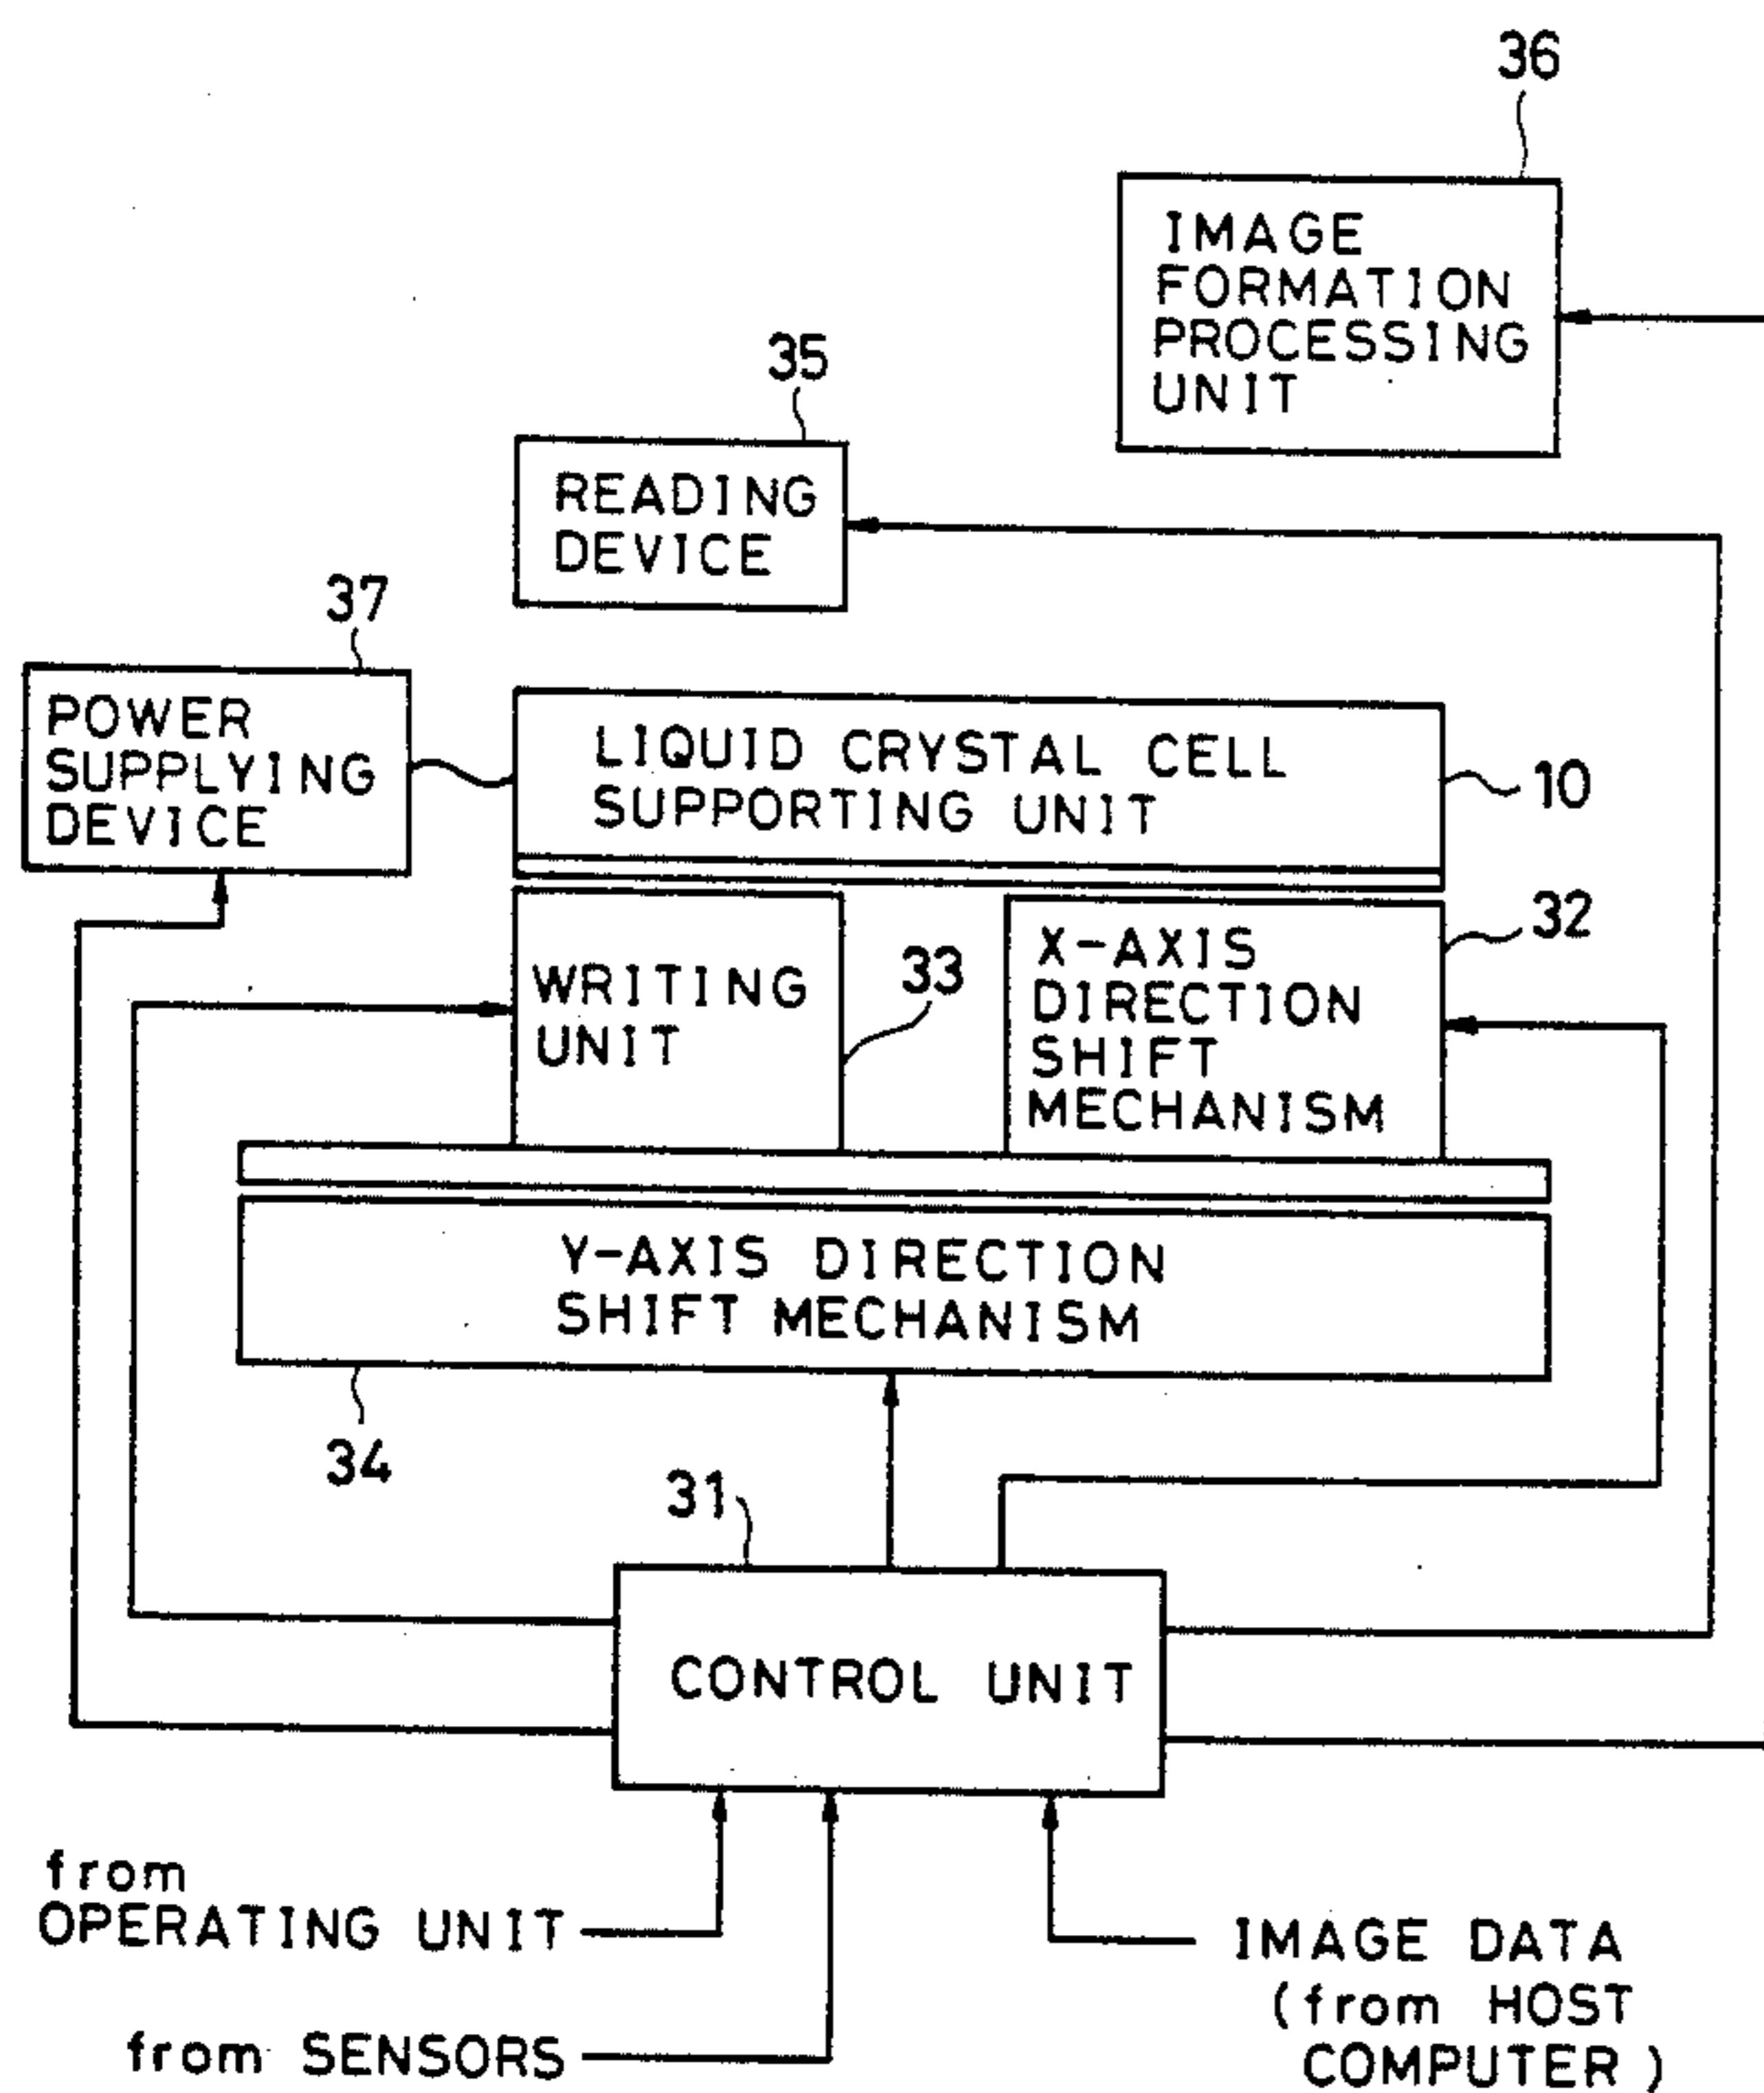 36
IMAGE
FORMATION
PROCESSING
UNIT
35
READING
DEVICE
37
POWER
SUPPLYING
DEVICE
LIQUID CRYSTAL CELL
SUPPORTING UNIT
10
WRITING
UNIT
33
X-AXIS
DIRECTION
SHIFT
MECHANISM
32
Y-AXIS DIRECTION
SHIFT MECHANISM
34
31
CONTROL UNIT
from
OPERATING UNIT
from SENSORS
IMAGE DATA
(from HOST
COMPUTER)